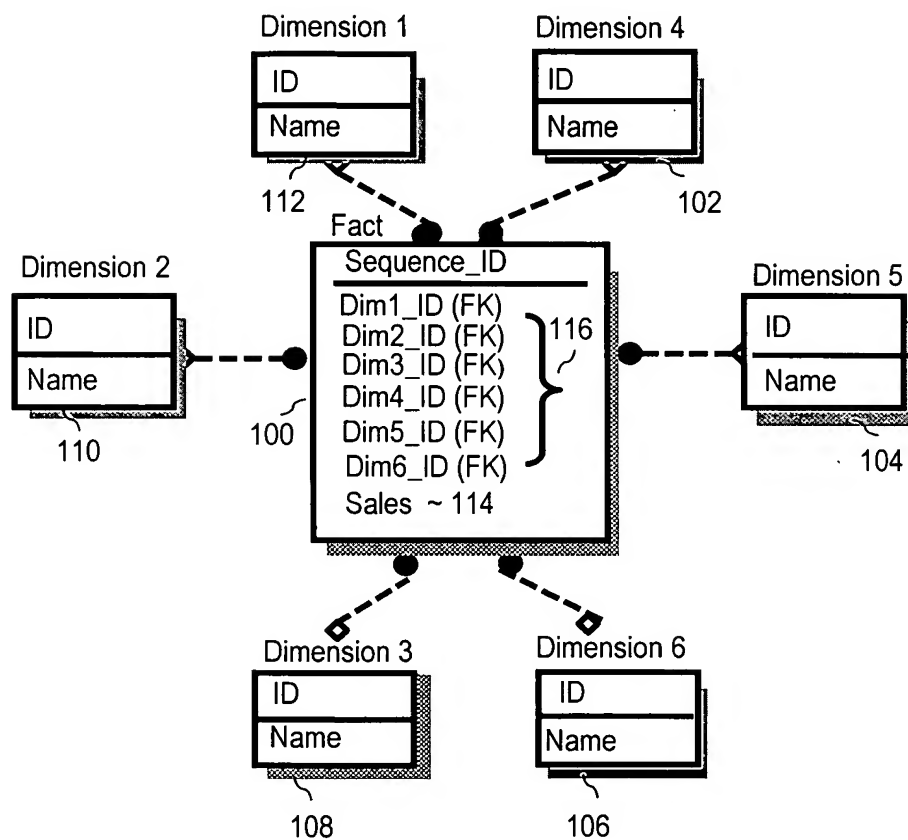 Dimension 1
ID
Name
112
Dimension 4
ID
Name
102
Dimension 2
ID
Name
110
Fact
Sequence_ID
Dim1_ID (FK)
Dim2_ID (FK)
Dim3_ID (FK)
Dim4_ID (FK)
Dim5_ID (FK)
Dim6_ID (FK)
Sales ~ 114
116
100
Dimension 5
ID
Name
104
Dimension 3
ID
Name
108
Dimension 6
ID
Name
106